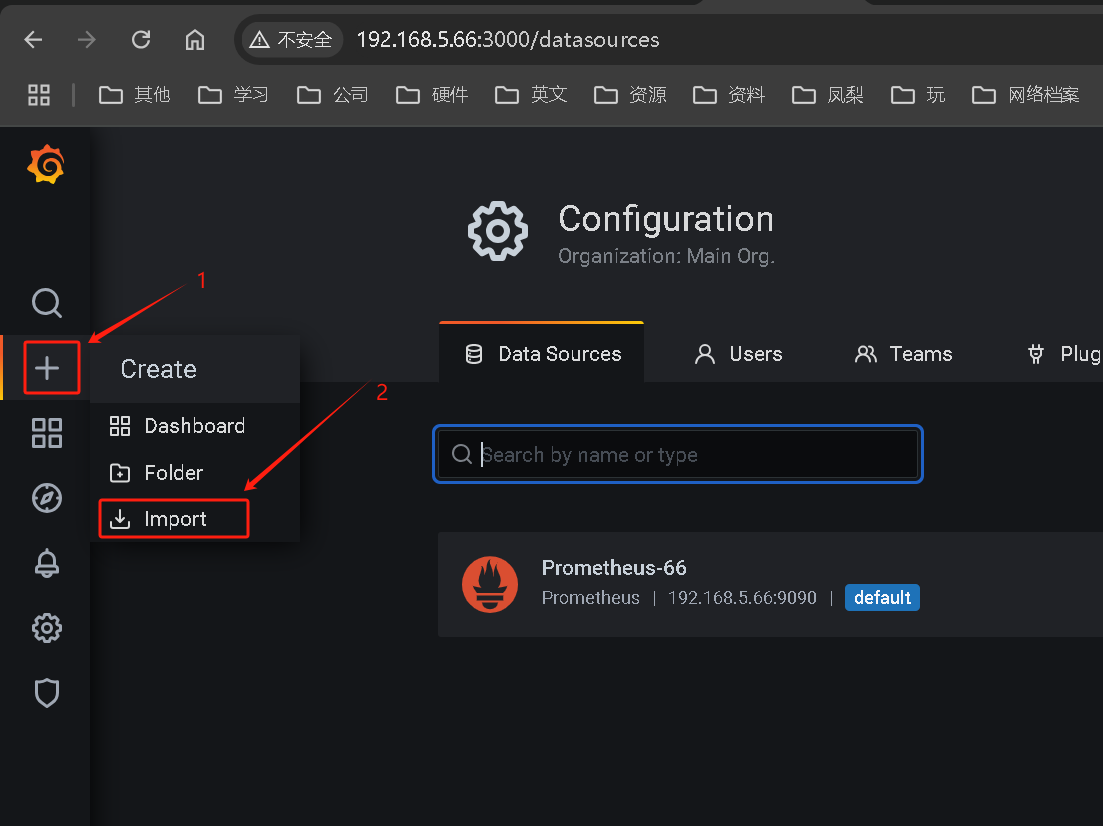 不安全 192.168.5.66:3000/datasources
其他 学习 公司 硬件 英文 资源 资料 凤梨 玩 网络档案
Configuration
Organization: Main Org.
1
Create
2
Dashboard
Folder
Import
Data Sources Users Teams Plug
Search by name or type
Prometheus-66
Prometheus | 192.168.5.66:9090 | default